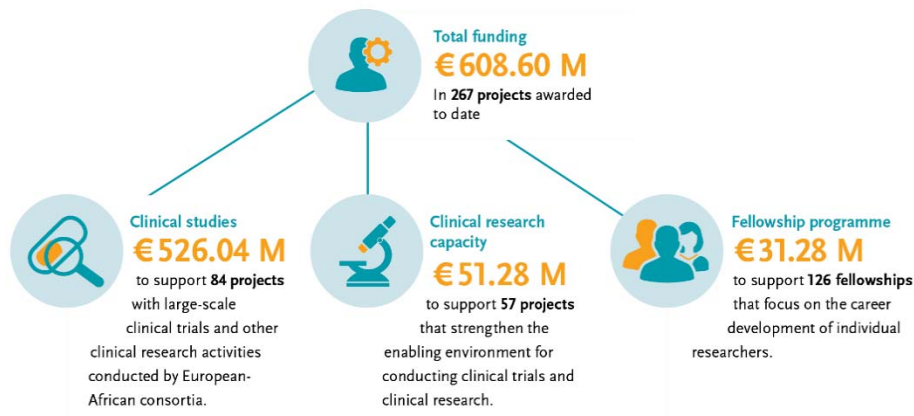 Total funding
€608.60 M
In 267 projects awarded
to date
Clinical studies
€526.04 M
to support 84 projects
with large-scale
clinical trials and other
clinical research activities
conducted by European-
African consortia.
Clinical research
capacity
€51.28 M
to support 57 projects
that strengthen the
enabling environment for
conducting clinical trials and
clinical research.
Fellowship programme
€31.28 M
to support 126 fellowships
that focus on the career
development of individual
researchers.